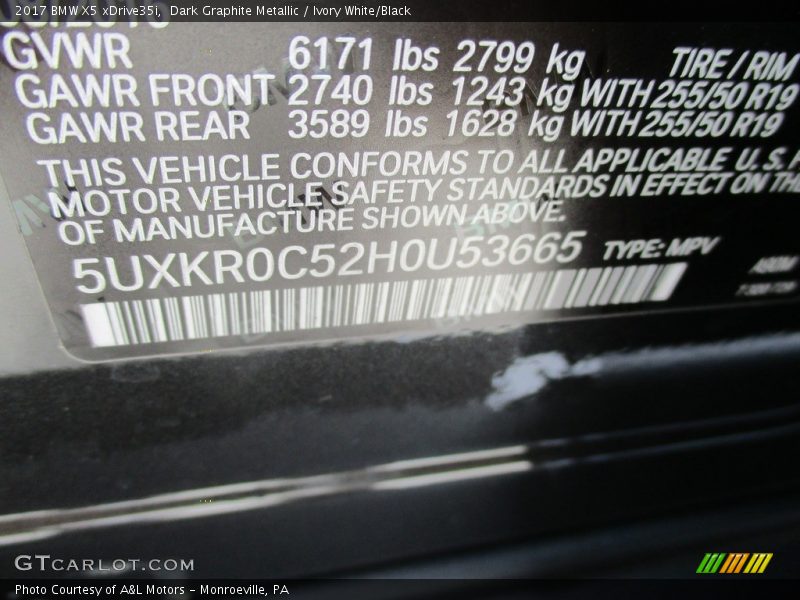 2017 BMW X5 xDrive35i, Dark Graphite Metallic / Ivory White/Black
GVWR 6171 lbs 2799 kg TIRE / RIM
GAWR FRONT 2740 lbs 1243 kg WITH 255/50 R19
GAWR REAR 3589 lbs 1628 kg WITH 255/50 R19
THIS VEHICLE CONFORMS TO ALL APPLICABLE U.S.
MOTOR VEHICLE SAFETY STANDARDS IN EFFECT ON THE
OF MANUFACTURE SHOWN ABOVE.
5UXKR0C52H0U53665 TYPE: MPV
GTCARLOT.COM
Photo Courtesy of A&L Motors – Monroeville, PA